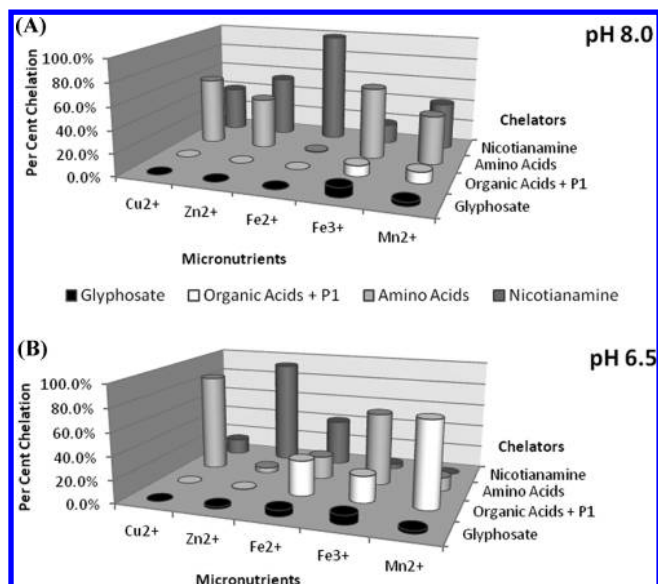 (A)
pH 8.0
100.0%
80.0%
60.0%
40.0%
20.0%
0.0%
Per Cent Chelation
Cu2+
Zn2+
Fe2+
Fe3+
Mn2+
Micronutrients
Chelators
Nicotianamine
Amino Acids
Organic Acids + P1
Glyphosate
Glyphosate Organic Acids + P1 Amino Acids Nicotianamine
(B)
pH 6.5
100.0%
80.0%
60.0%
40.0%
20.0%
0.0%
Per Cent Chelation
Cu2+
Zn2+
Fe2+
Fe3+
Mn2+
Micronutrients
Chelators
Nicotianamine
Amino Acids
Organic Acids + P1
Glyphosate